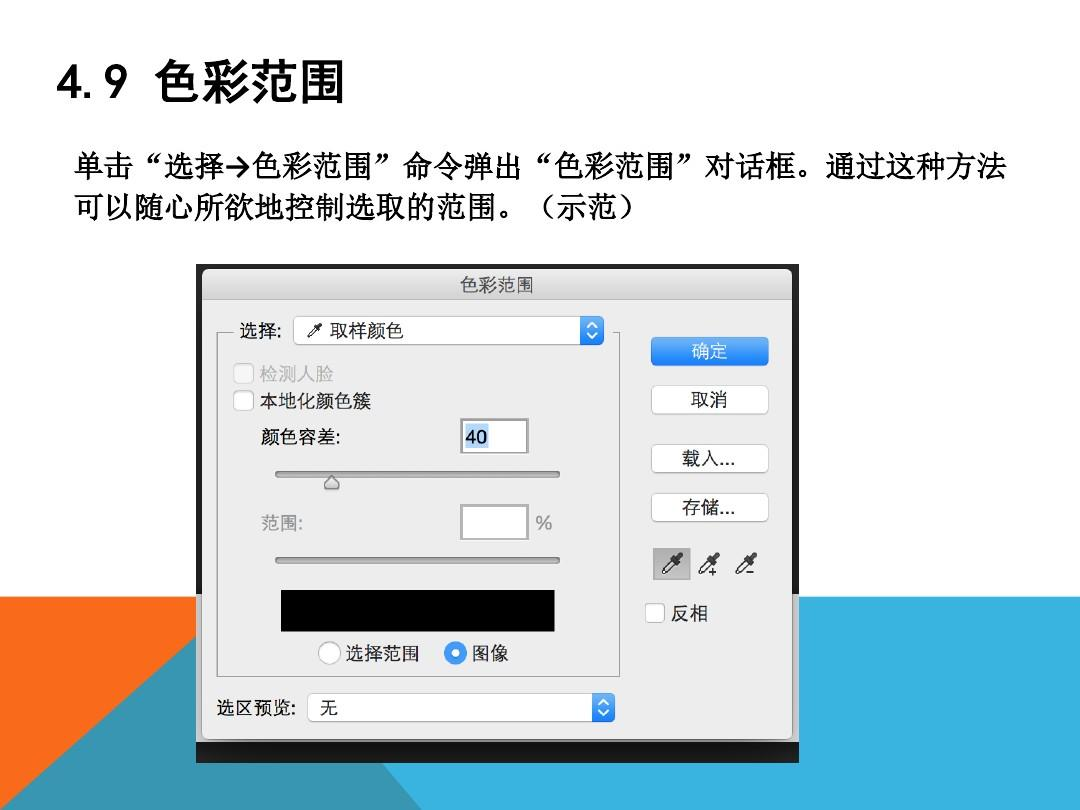 4.9 色彩范围
单击“选择→色彩范围”命令弹出“色彩范围”对话框。通过这种方法
可以随心所欲地控制选取的范围。（示范）
色彩范围
选择: 取样颜色
确定
检测人脸
取消
本地化颜色簇
颜色容差: 40
载入...
存储...
范围: %
反相
选择范围 图像
选区预览: 无